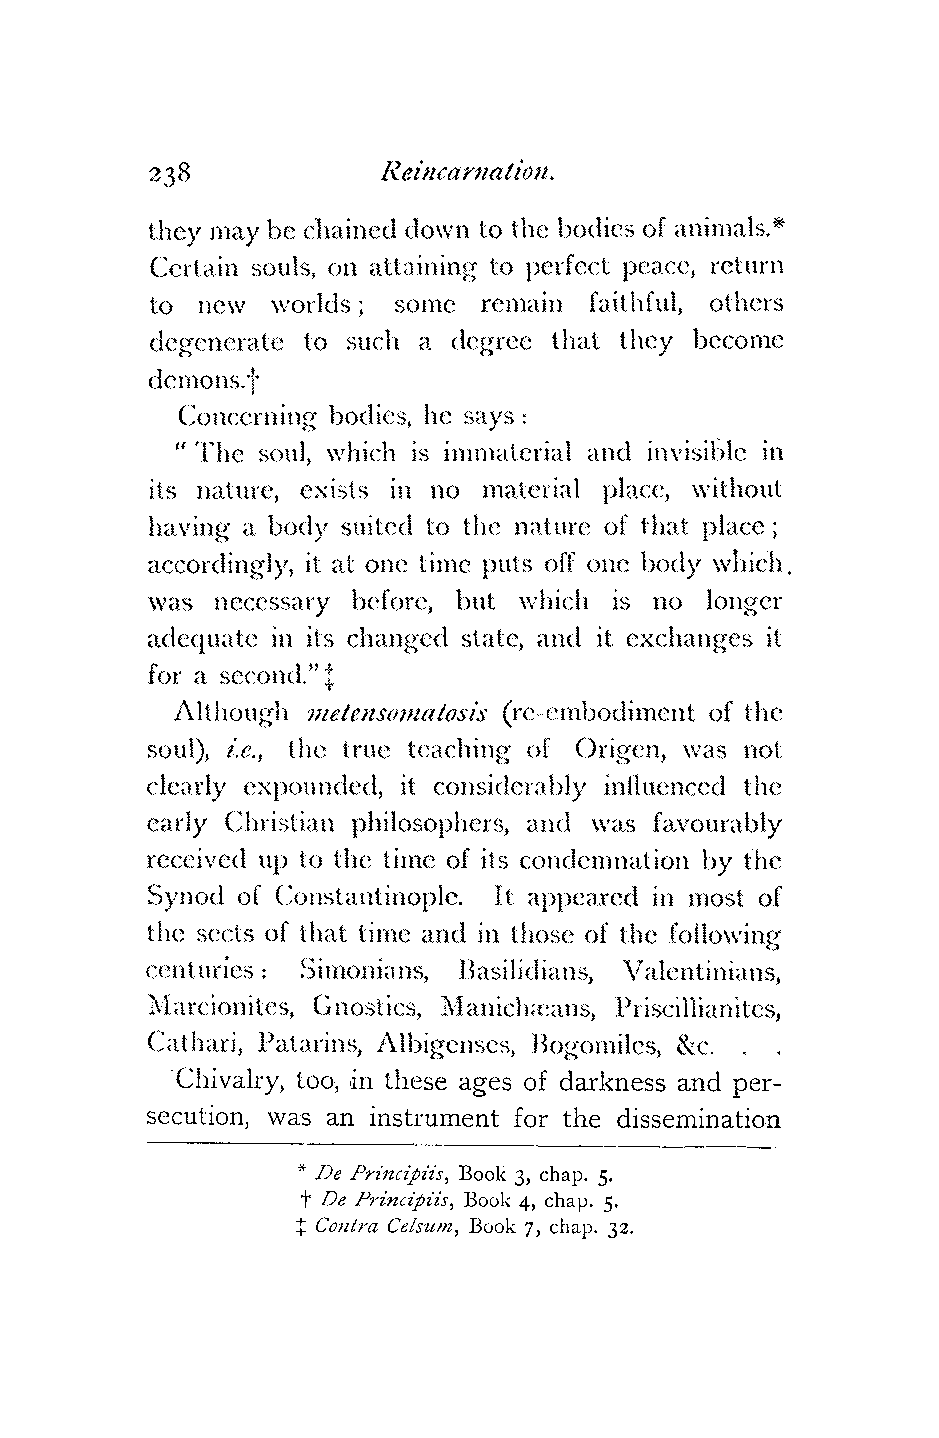 238 Reincarnation.
they may be chained down to the bodies of animals.*
Certain souls, on attaining to perfect peace, return
to new worlds; some remain faithful, others
degenerate to such a degree that they become
demons.†
Concerning bodies, he says:
" The soul, which is immaterial and invisible in
its nature, exists in no material place, without
having a body suited to the nature of that place;
accordingly, it at one time puts off one body which.
was necessary before, but which is no longer
adequate in its changed state, and it exchanges it
for a second."‡
Although metensomatosis (re-embodiment of the
soul), i.e., the true teaching of Origen, was not
clearly expounded, it considerably influenced the
early Christian philosophers, and was favourably
received up to the time of its condemnation by the
Synod of Constantinople. It appeared in most of
the sects of that time and in those of the following
centuries: Simonians, Basilidians, Valentinians,
Marcionites, Gnostics, Manichæans, Priscillianites,
Cathari, Patarins, Albigenses, Bogomiles, &c. . .
Chivalry, too, in these ages of darkness and per-
secution, was an instrument for the dissemination
* De Principiis, Book 3, chap. 5.
† De Principiis, Book 4, chap. 5.
‡ Contra Celsum, Book 7, chap. 32.